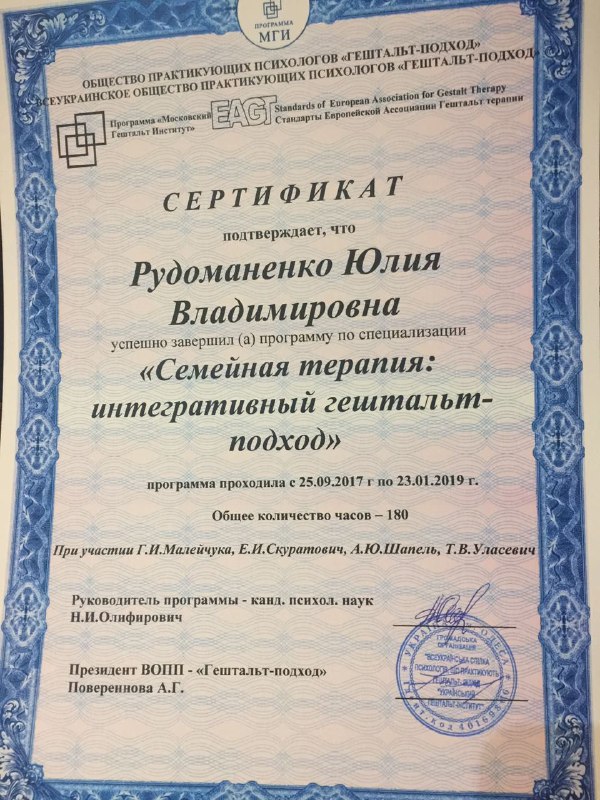 ПРОГРАММА
МГИ
ОБЩЕСТВО ПРАКТИКУЮЩИХ ПСИХОЛОГОВ «ГЕШТАЛЬТ-ПОДХОД»
ВСЕУКРАИНСКОЕ ОБЩЕСТВО ПРАКТИКУЮЩИХ ПСИХОЛОГОВ «ГЕШТАЛЬТ-ПОДХОД»
Программа «Московский
Гештальт Институт»
EAGT
Standards of European Association for Gestalt Therapy
Стандарты Европейской Ассоциации Гештальт терапии
СЕРТИФИКАТ
подтверждает, что
Рудоманенко Юлия
Владимировна
успешно завершил (а) программу по специализации
«Семейная терапия:
интегративный гештальт-
подход»
программа проходила с 25.09.2017 г по 23.01.2019 г.
Общее количество часов – 180
При участии Г.И.Малейчука, Е.И.Скуратович, А.Ю.Шапель, Т.В.Уласевич
Руководитель программы - канд. психол. наук
Н.И.Олифирович
Президент ВОПП - «Гештальт-подход»
Повереннова А.Г.
УКРАЇНА ОДЕСА
ГРОМАДСЬКА
ОРГАНІЗАЦІЯ
"ВСЕУКРАЇНСЬКА СПІЛКА
ПСИХОЛОГІВ, ЩО ПРАКТИКУЮТЬ
ГЕШТАЛЬТ-ПІДХІД
"УКРАЇНСЬКИЙ
ГЕШТАЛЬТ-ІНСТИТУТ"